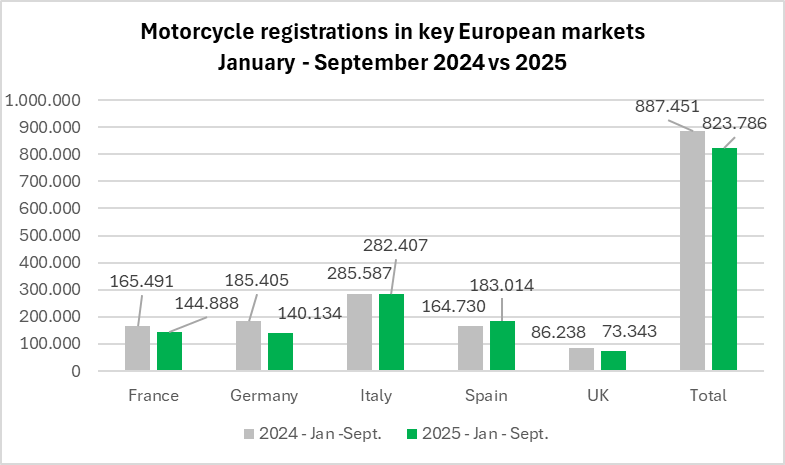 Motorcycle registrations in key European markets
January - September 2024 vs 2025
1.000.000
900.000
800.000
700.000
600.000
500.000
400.000
300.000
200.000
100.000
0
165.491
144.888
185.405
140.134
285.587
282.407
164.730
183.014
86.238
73.343
887.451
823.786
France
Germany
Italy
Spain
UK
Total
2024 - Jan -Sept.
2025 - Jan - Sept.